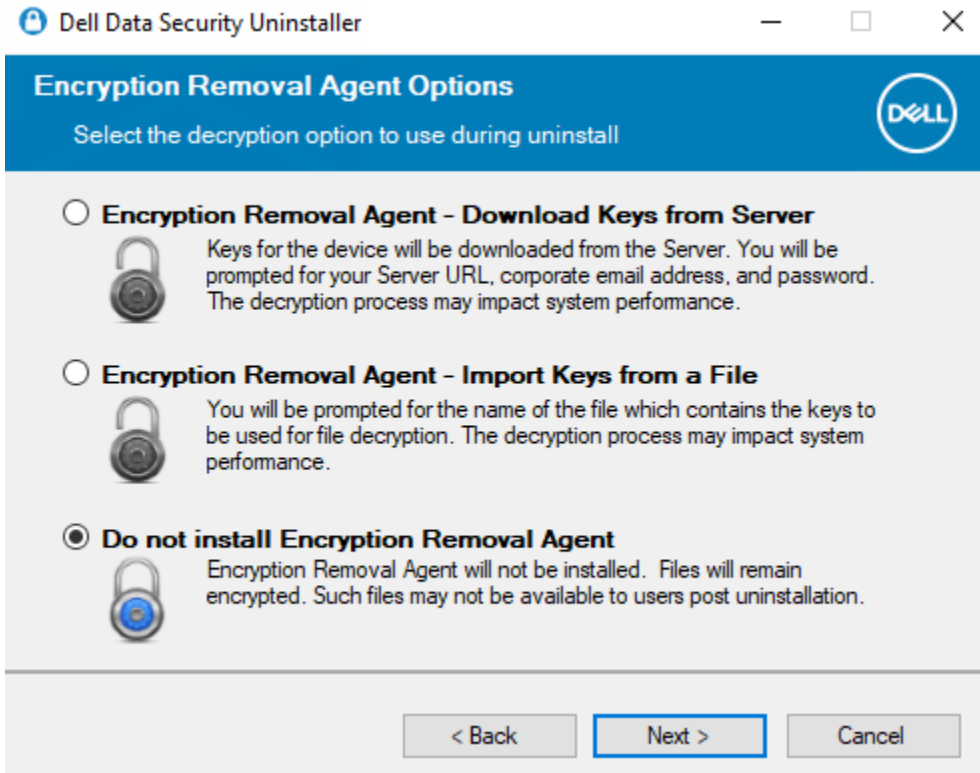 Dell Data Security Uninstaller
Encryption Removal Agent Options
Select the decryption option to use during uninstall
DELL
Encryption Removal Agent - Download Keys from Server
Keys for the device will be downloaded from the Server. You will be
prompted for your Server URL, corporate email address, and password.
The decryption process may impact system performance.
Encryption Removal Agent - Import Keys from a File
You will be prompted for the name of the file which contains the keys to
be used for file decryption. The decryption process may impact system
performance.
Do not install Encryption Removal Agent
Encryption Removal Agent will not be installed.  Files will remain
encrypted. Such files may not be available to users post uninstallation.
< Back
Next >
Cancel